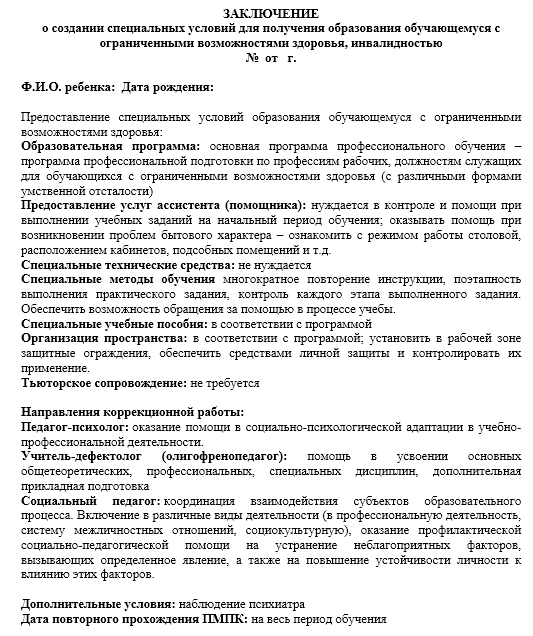 ЗАКЛЮЧЕНИЕ
о создании специальных условий для получения образования обучающемуся с
ограниченными возможностями здоровья, инвалидностью
№ от г.
Ф.И.О. ребенка: Дата рождения:
Предоставление специальных условий образования обучающемуся с ограниченными
возможностями здоровья:
Образовательная программа: основная программа профессионального обучения –
программа профессиональной подготовки по профессиям рабочих, должностям служащих
для обучающихся с ограниченными возможностями здоровья (с различными формами
умственной отсталости)
Предоставление услуг ассистента (помощника): нуждается в контроле и помощи при
выполнении учебных заданий на начальный период обучения; оказывать помощь при
возникновении проблем бытового характера – ознакомить с режимом работы столовой,
расположением кабинетов, подсобных помещений и т.д.
Специальные технические средства: не нуждается
Специальные методы обучения многократное повторение инструкции, поэтапность
выполнения практического задания, контроль каждого этапа выполненного задания.
Обеспечить возможность обращения за помощью в процессе учебы.
Специальные учебные пособия: в соответствии с программой
Организация пространства: в соответствии с программой; установить в рабочей зоне
защитные ограждения, обеспечить средствами личной защиты и контролировать их
применение.
Тьюторское сопровождение: не требуется
Направления коррекционной работы:
Педагог-психолог: оказание помощи в социально-психологической адаптации в учебно-
профессиональной деятельности.
Учитель-дефектолог (олигофренопедагог): помощь в усвоении основных
общетеоретических, профессиональных, специальных дисциплин, дополнительная
прикладная подготовка
Социальный педагог: координация взаимодействия субъектов образовательного
процесса. Включение в различные виды деятельности (в профессиональную деятельность,
систему межличностных отношений, социокультурную), оказание профилактической
социально-педагогической помощи на устранение неблагоприятных факторов,
вызывающих определенное явление, а также на повышение устойчивости личности к
влиянию этих факторов.
Дополнительные условия: наблюдение психиатра
Дата повторного прохождения ПМПК: на весь период обучения